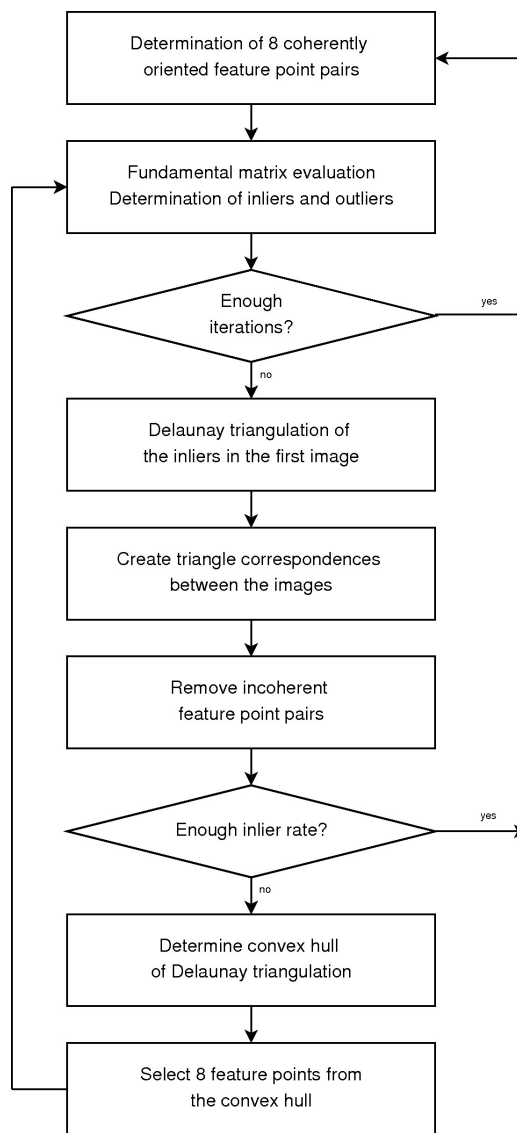 Determination of 8 coherently
oriented feature point pairs
Fundamental matrix evaluation
Determination of inliers and outliers
Enough
iterations?
yes
no
Delaunay triangulation of
the inliers in the first image
Create triangle correspondences
between the images
Remove incoherent
feature point pairs
Enough inlier rate?
yes
no
Determine convex hull
of Delaunay triangulation
Select 8 feature points from
the convex hull